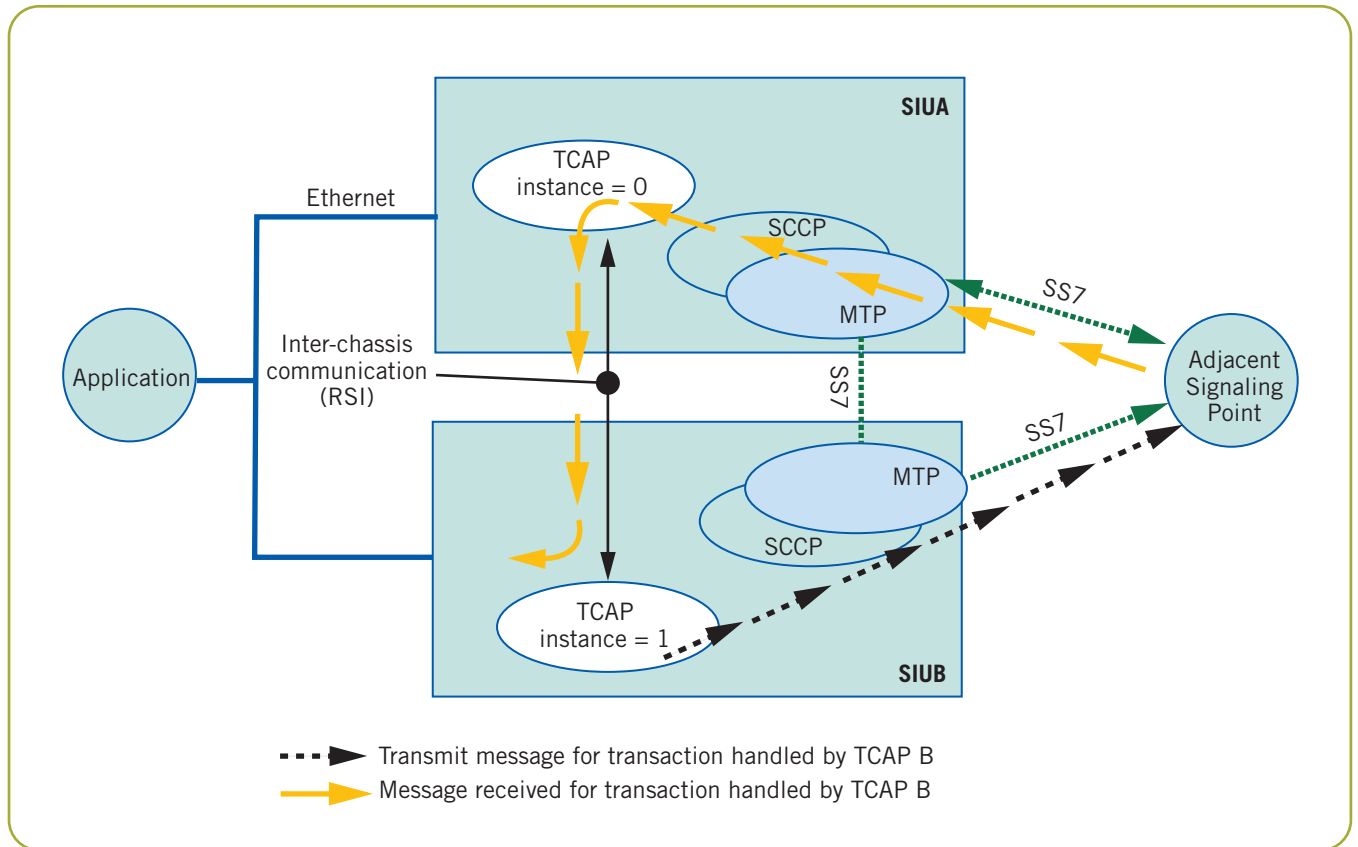 SIUA
TCAP
instance = 0
Ethernet
SCCP
MTP
SS7
Inter-chassis
communication
(RSI)
Application
SS7
Adjacent
Signaling
Point
SS7
MTP
SCCP
TCAP
instance = 1
SIUB
Transmit message for transaction handled by TCAP B
Message received for transaction handled by TCAP B